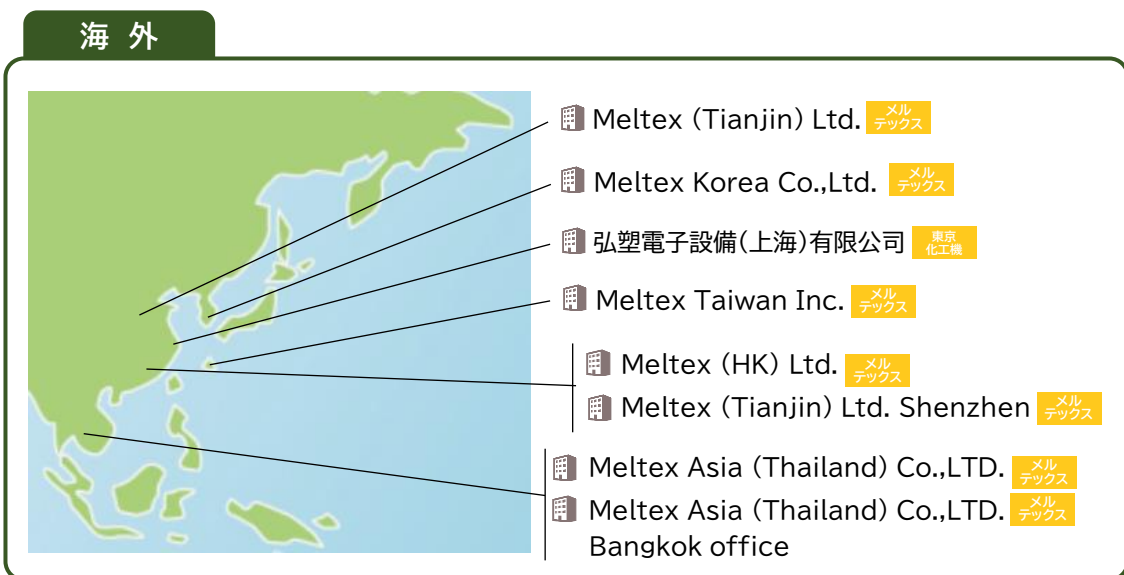 海 外
Meltex (Tianjin) Ltd. メル
テックス
Meltex Korea Co.,Ltd. メル
テックス
弘塑電子設備(上海)有限公司 東京
化工機
Meltex Taiwan Inc. メル
テックス
Meltex (HK) Ltd. メル
テックス
Meltex (Tianjin) Ltd. Shenzhen メル
テックス
Meltex Asia (Thailand) Co.,LTD. メル
テックス
Meltex Asia (Thailand) Co.,LTD. メル
テックス
Bangkok office